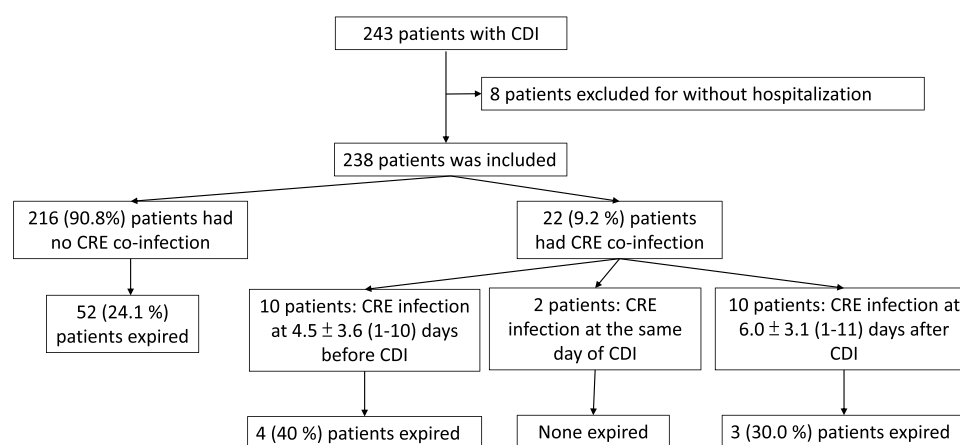 243 patients with CDI
8 patients excluded for without hospitalization
238 patients was included
216 (90.8%) patients had
no CRE co-infection
22 (9.2 %) patients
had CRE co-infection
52 (24.1 %)
patients expired
10 patients: CRE infection
at 4.5 ± 3.6 (1-10) days
before CDI
2 patients: CRE
infection at the same
day of CDI
10 patients: CRE infection at
6.0 ± 3.1 (1-11) days after
CDI
4 (40 %) patients expired
None expired
3 (30.0 %) patients expired